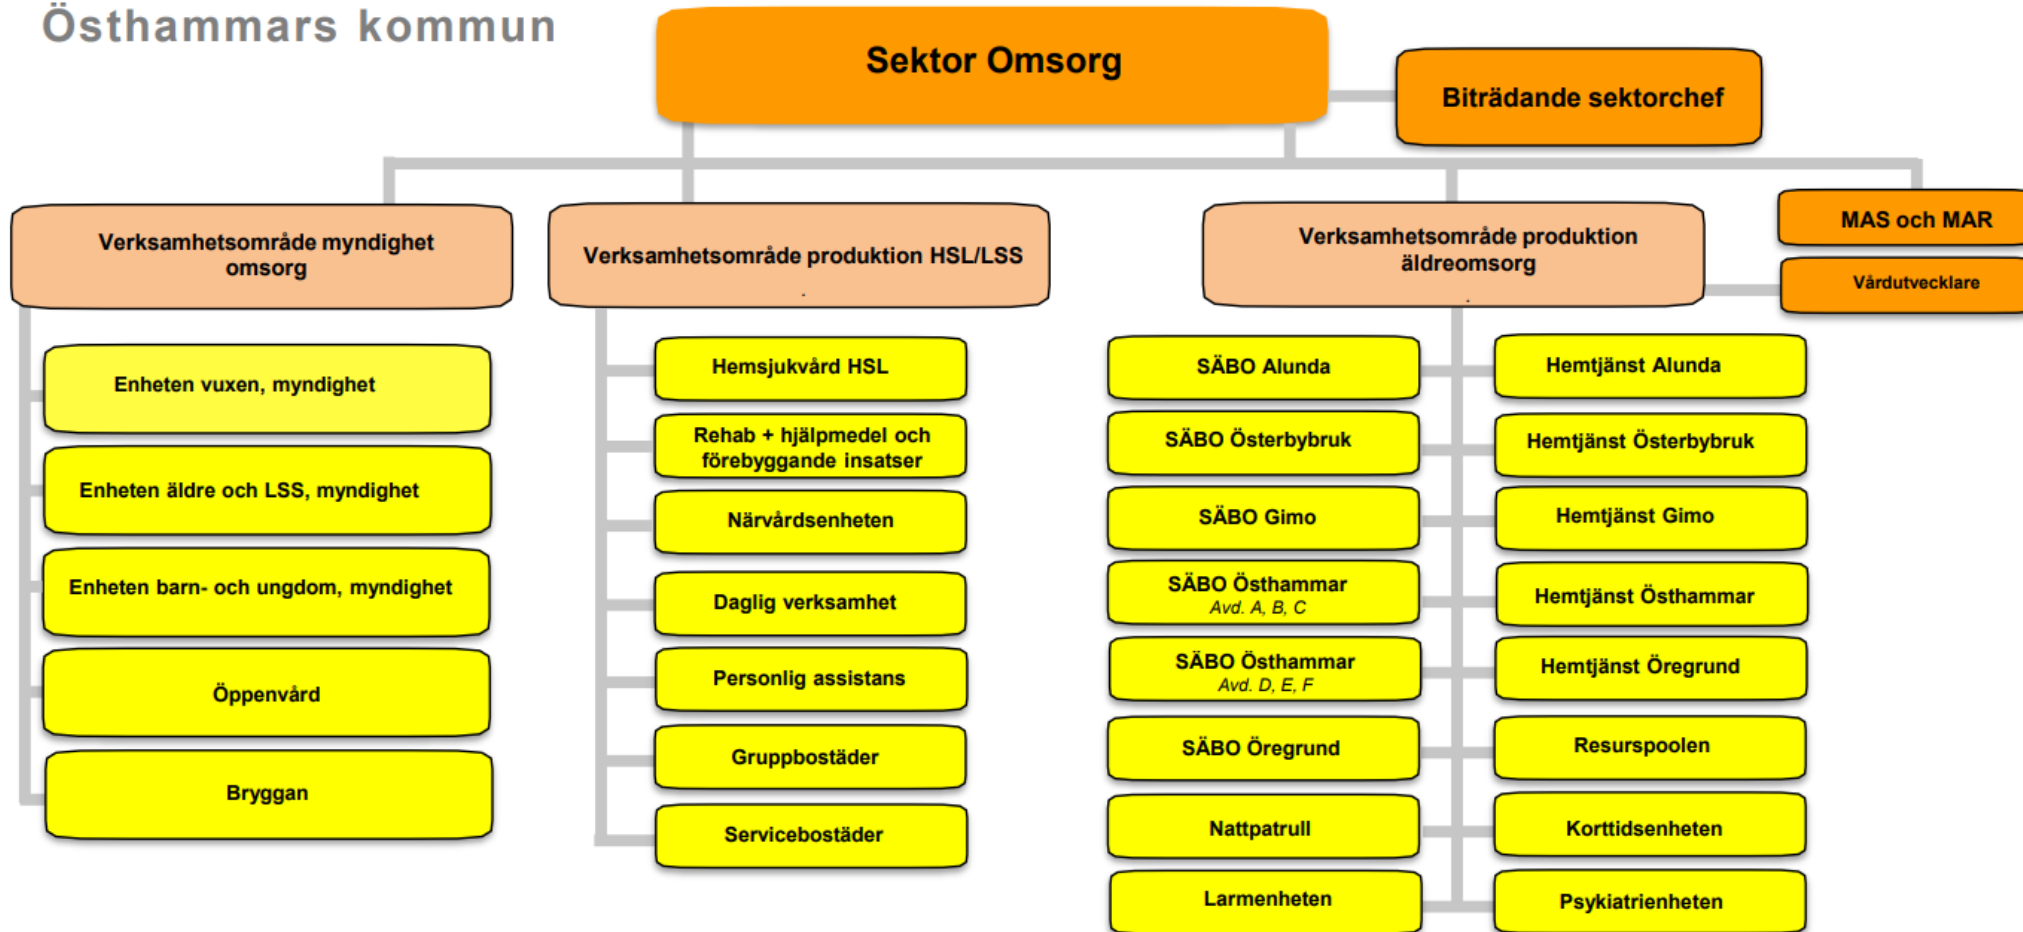 Östhammars kommun
Sektor Omsorg
Biträdande sektorchef
Verksamhetsområde myndighet
omsorg
Enheten vuxen, myndighet
Enheten äldre och LSS, myndighet
Enheten barn- och ungdom, myndighet
Öppenvård
Bryggan
Verksamhetsområde produktion HSL/LSS
.
Hemsjukvård HSL
Rehab + hjälpmedel och
förebyggande insatser
Närvårdsenheten
Daglig verksamhet
Personlig assistans
Gruppbostäder
Servicebostäder
Verksamhetsområde produktion
äldreomsorg
.
SÄBO Alunda
SÄBO Österbybruk
SÄBO Gimo
SÄBO Östhammar
Avd. A, B, C
SÄBO Östhammar
Avd. D, E, F
SÄBO Öregrund
Nattpatrull
Larmenheten
Hemtjänst Alunda
Hemtjänst Österbybruk
Hemtjänst Gimo
Hemtjänst Östhammar
Hemtjänst Öregrund
Resurspoolen
Korttidsenheten
Psykiatrienheten
MAS och MAR
Vårdutvecklare